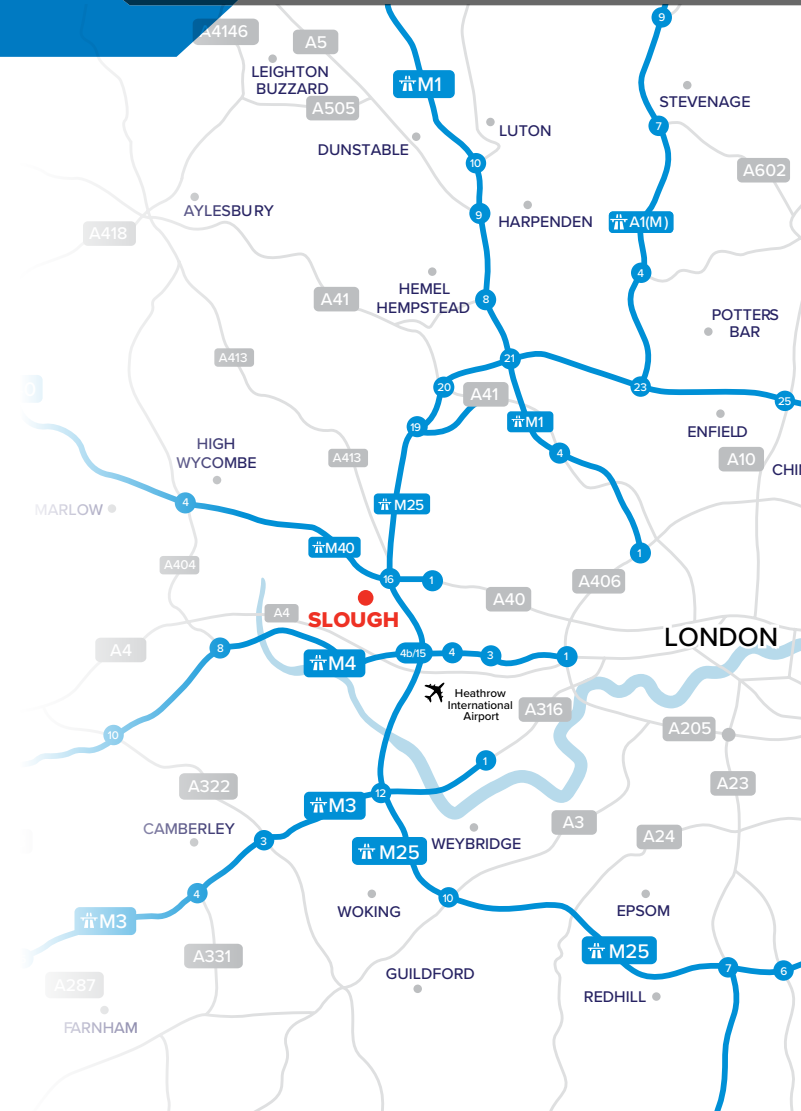 9
A4146
A5
LEIGHTON
BUZZARD
M1
STEVENAGE
A505
7
LUTON
DUNSTABLE
10
A602
AYLESBURY
9
HARPENDEN
A1(M)
A418
4
HEMEL
HEMPSTEAD
A41
8
POTTERS
BAR
A413
21
20
23
A41
25
19
M1
ENFIELD
HIGH
WYCOMBE
A413
4
A10
4
M25
MARLOW
M40
1
A404
16
1
A406
A40
SLOUGH
A4
LONDON
A4
8
M4
4b/15
4
3
1
Heathrow
International
Airport
A316
A205
10
1
A322
12
A23
M3
CAMBERLEY
3
A3
A24
M25
WEYBRIDGE
4
10
WOKING
EPSOM
M3
A331
M25
7
6
GUILDFORD
A287
REDHILL
FARNHAM